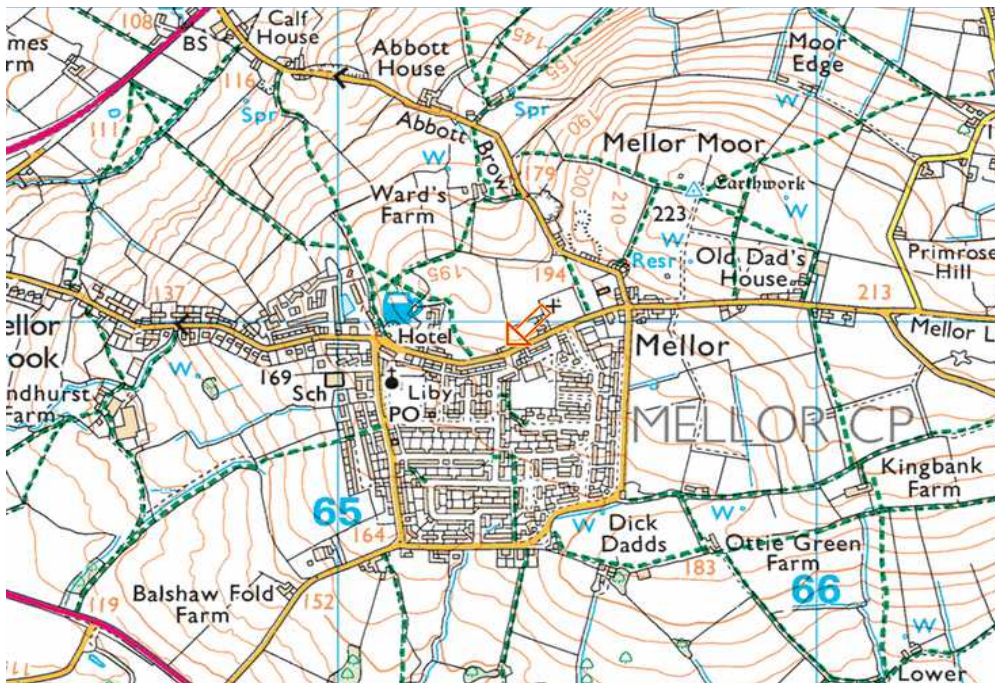 108
BS
Calf
House
Abbott
House
145
155
Moor
Edge
mes
rm
116
Spr
Spr
W
111
Abbott Brow
190
Mellor Moor
W
179
200
210
Earthwork
Ward's
Farm
223
W
W
195
194
Resr
Old Dad's
House
Primrose
Hill
137
213
ellor
ook
Hotel
Mellor
Mellor L
W
169
Sch
Liby
PO
ndhurst
arm
MELLOR CP
Kingbank
Farm
65
W
W
Dick
Dadds
Ottie Green
Farm
164
183
66
Balshaw Fold
Farm
152
119
W
Lower